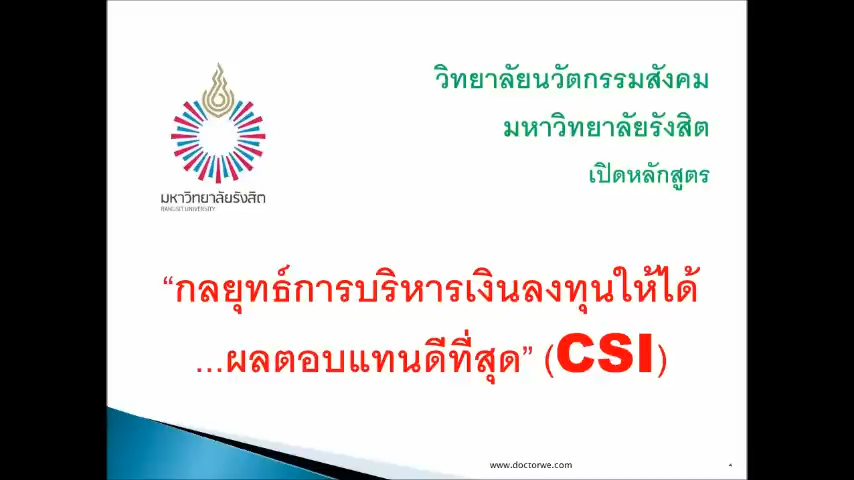 วิทยาลัยนวัตกรรมสังคม
มหาวิทยาลัยรังสิต
เปิดหลักสูตร
มหาวิทยาลัยรังสิต
RANGSIT UNIVERSITY
“กลยุทธ์การบริหารเงินลงทุนให้ได้
...ผลตอบแทนดีที่สุด” (CSI)
www.doctorwe.com